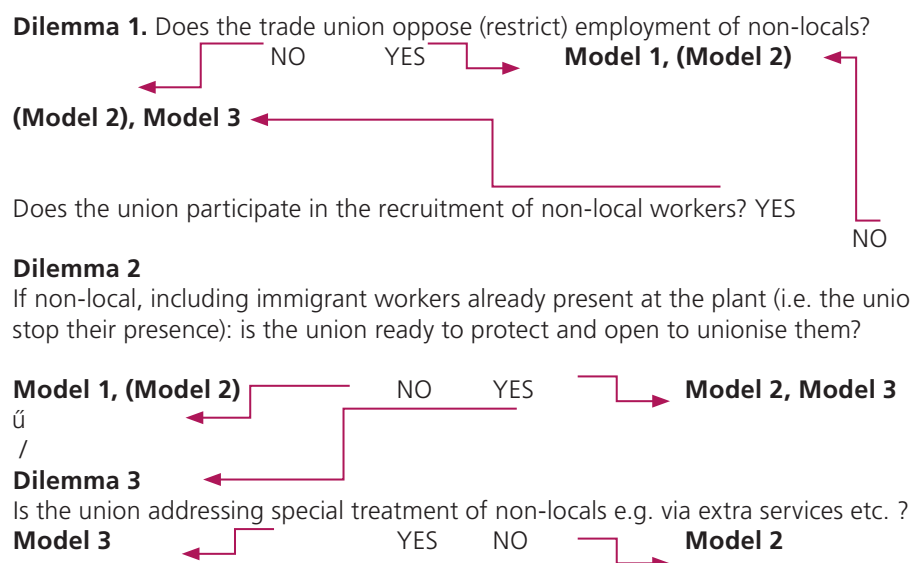 Dilemma 1. Does the trade union oppose (restrict) employment of non-locals?
NO YES Model 1, (Model 2)
(Model 2), Model 3
Does the union participate in the recruitment of non-local workers? YES
NO
Dilemma 2
If non-local, including immigrant workers already present at the plant (i.e. the unio
stop their presence): is the union ready to protect and open to unionise them?
Model 1, (Model 2) NO YES Model 2, Model 3
ű
/
Dilemma 3
Is the union addressing special treatment of non-locals e.g. via extra services etc. ?
Model 3 YES NO Model 2